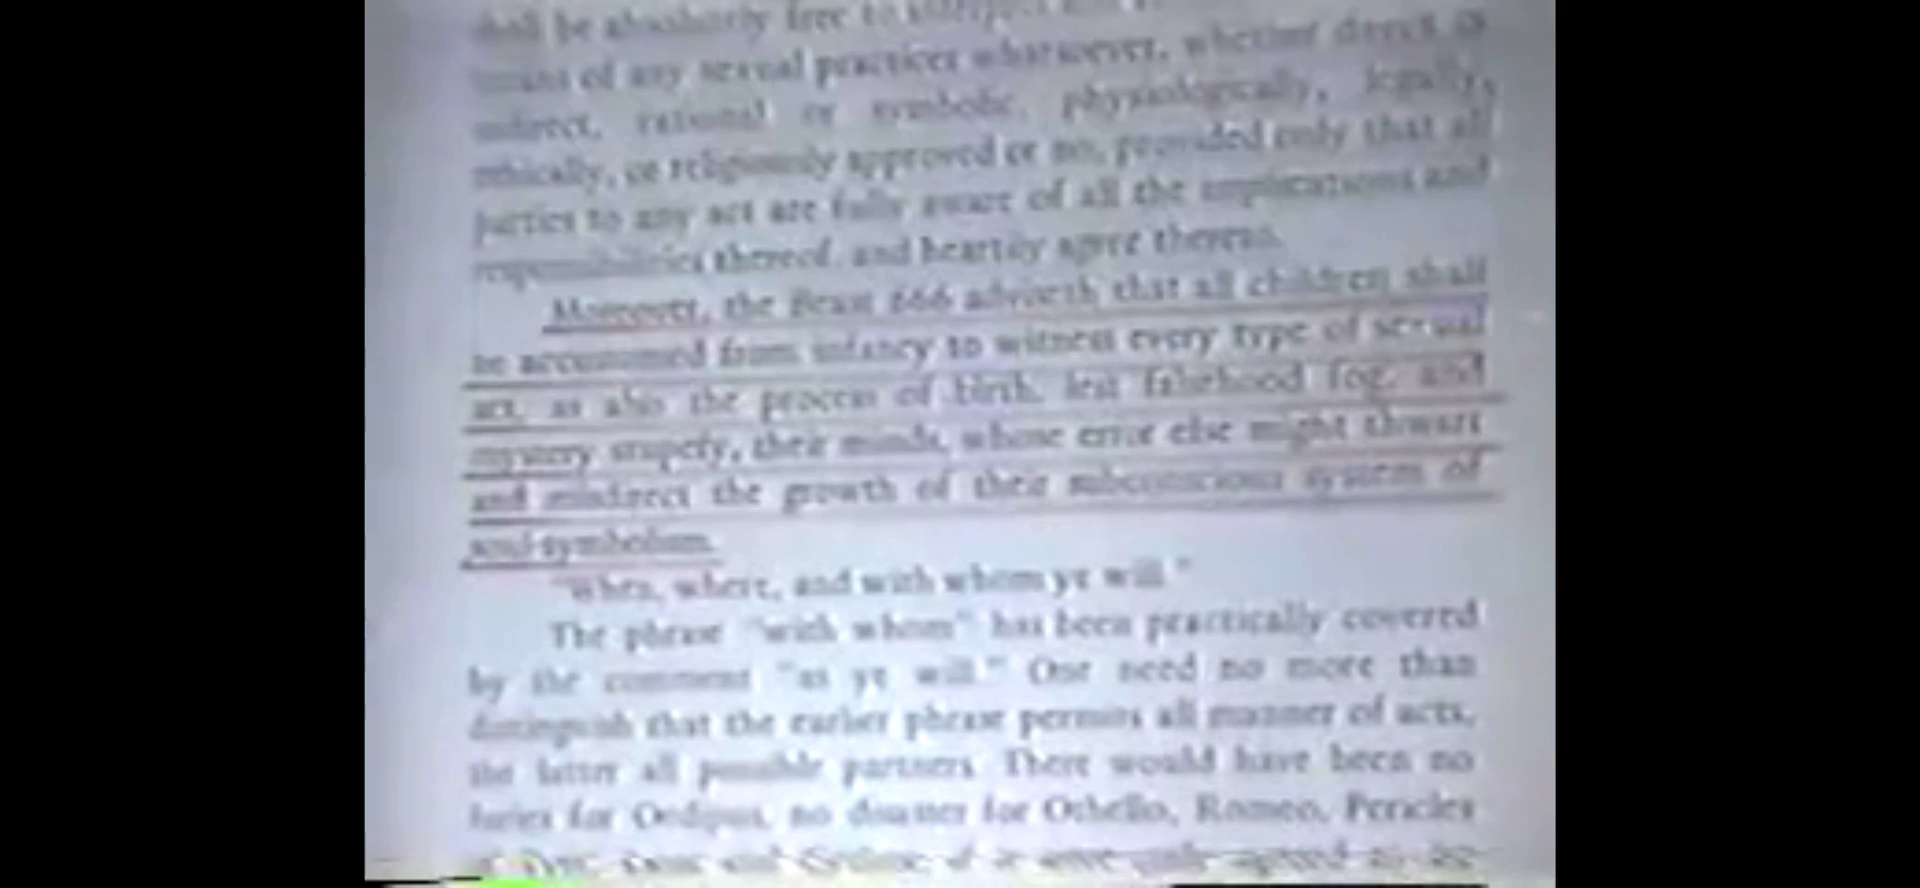 shall be absolutely free to interpret
means of any sexual practices whatsoever, whether direct or
indirect, rational or symbolic, physiologically, legally,
ethically, or religiously approved or no, provided only that all
parties to any act are fully aware of all the implications and
responsibilities thereof, and heartily agree thereto.
Moreover, the Beast 666 adviseth that all children shall
be accustomed from infancy to witness every type of sexual
act, as also the process of birth, lest falsehood fog, and
mystery stupefy, their minds, whose error else might thwart
and misdirect the growth of their subconscious system of
soul-symbolism.
"When, where, and with whom ye will."
The phrase "with whom" has been practically covered
by the comment "as ye will." One need no more than
distinguish that the earlier phrase permits all manner of acts,
the latter all possible partners. There would have been no
furies for Oedipus, no disaster for Othello, Romeo, Pericles
of Tyre,